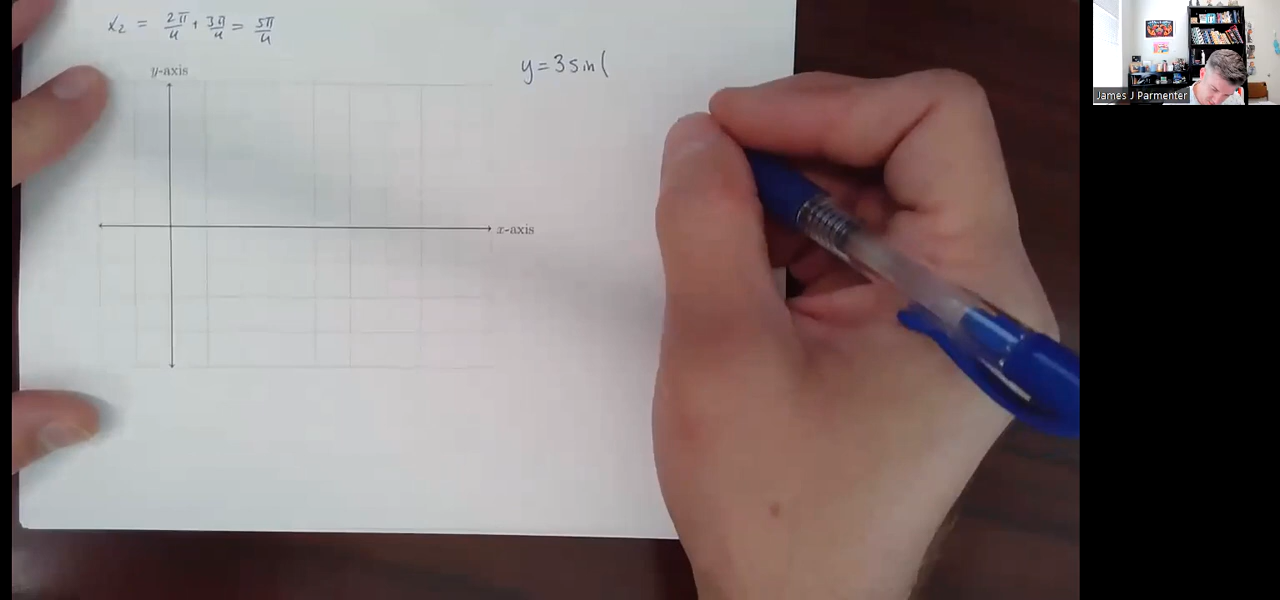 x₂ = 2π/4 + 3π/4 = 5π/4
y = 3 sin(
y-axis
x-axis
James J Parmenter